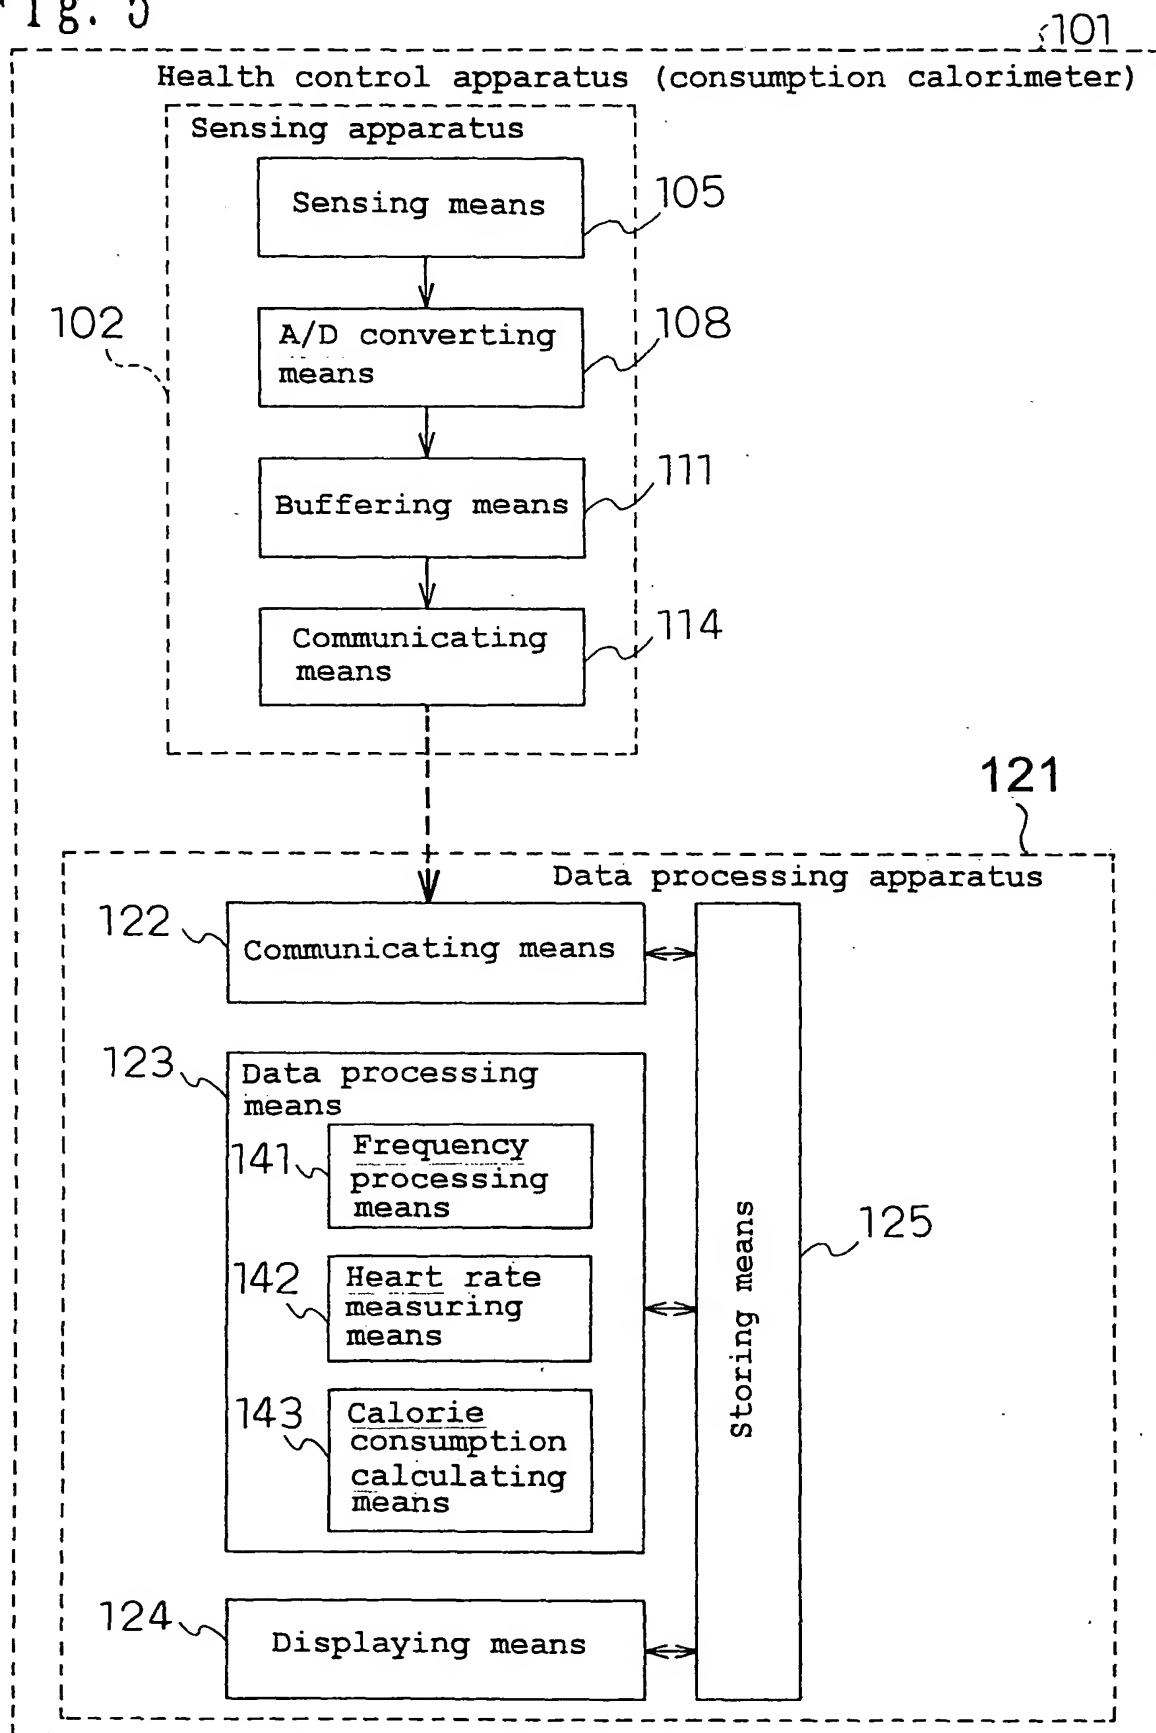 Fig. 5
101
Health control apparatus (consumption calorimeter)
Sensing apparatus
Sensing means
105
102
A/D converting
means
108
Buffering means
111
Communicating
means
114
121
Data processing apparatus
122
Communicating means
123
Data processing
means
141
Frequency
processing
means
142
Heart rate
measuring
means
143
Calorie
consumption
calculating
means
Storing means
125
124
Displaying means